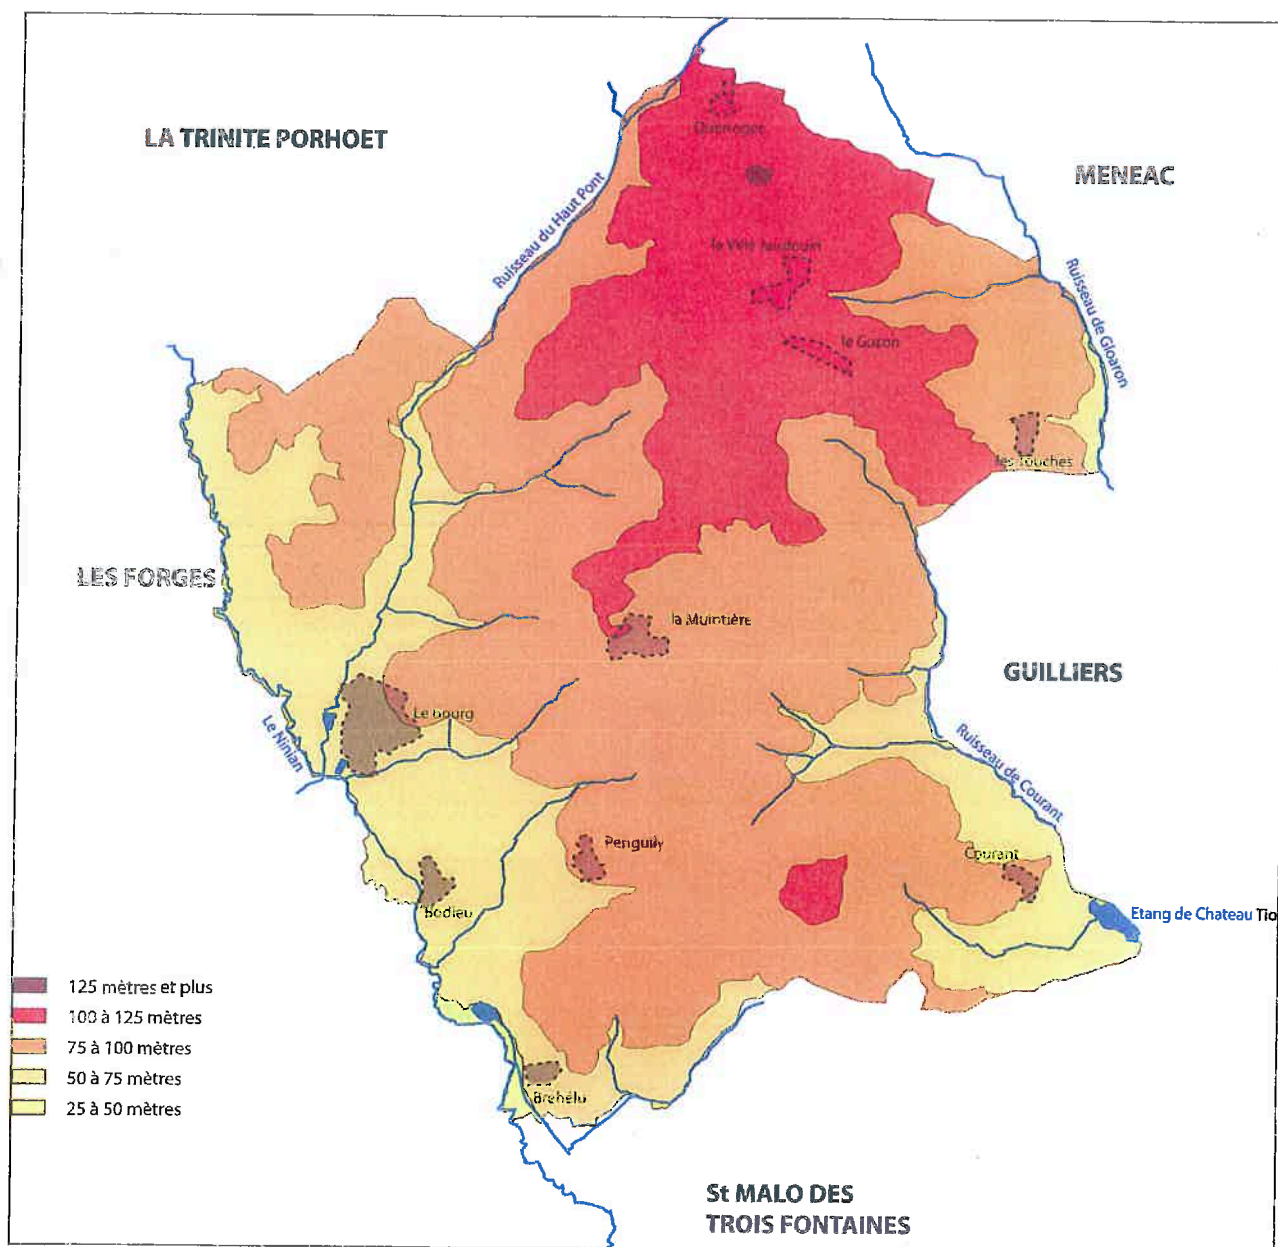 LA TRINITE PORHOET
MENEAC
Ruisseau du Haut Pont
Ruisseau de Gloaron
le Guzon
les Touches
LES FORGES
la Muintière
GUILLIERS
Le bourg
Le Ninian
Ruisseau de Courant
Penguily
Courant
Bodieu
Etang de Chateau Tio
125 mètres et plus
100 à 125 mètres
75 à 100 mètres
50 à 75 mètres
25 à 50 mètres
Bréhélu
St MALO DES
TROIS FONTAINES